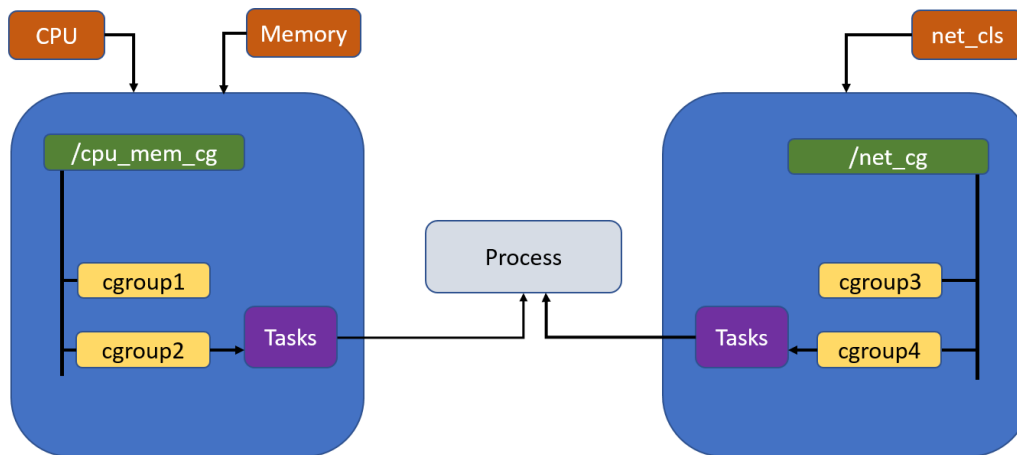 CPU
Memory
net_cls
/cpu_mem_cg
/net_cg
Process
cgroup1
cgroup3
Tasks
Tasks
cgroup2
cgroup4